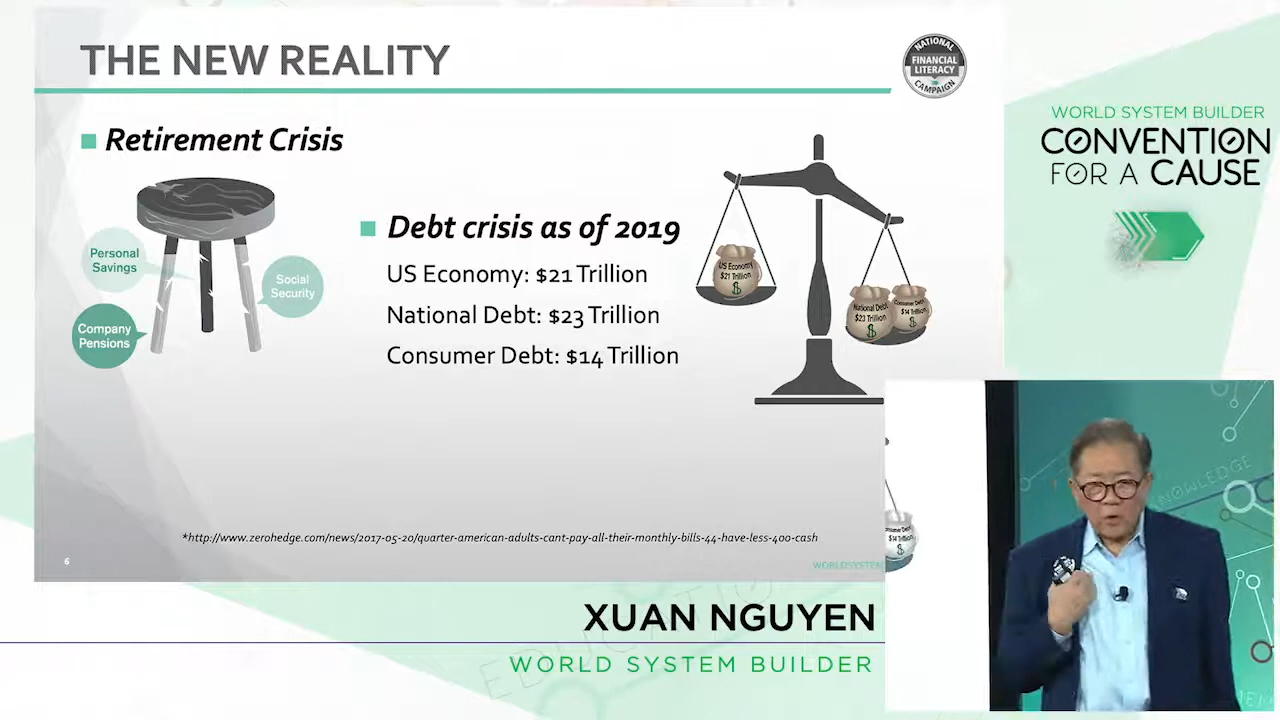 THE NEW REALITY
NATIONAL
FINANCIAL
LITERACY
CAMPAIGN
WORLD SYSTEM BUILDER
CONVENTION
FOR A CAUSE
Retirement Crisis
Personal
Savings
Social
Security
Company
Pensions
Debt crisis as of 2019
US Economy: $21 Trillion
National Debt: $23 Trillion
Consumer Debt: $14 Trillion
US Economy
$21 Trillion
$
National Debt
$23 Trillion
$
Consumer Debt
$14 Trillion
$
*http://www.zerohedge.com/news/2017-05-20/quarter-american-adults-cant-pay-all-their-monthly-bills-44-have-less-400-cash
6
WORLDSYSTEM
KNOWLEDGE
XUAN NGUYEN
WORLD SYSTEM BUILDER